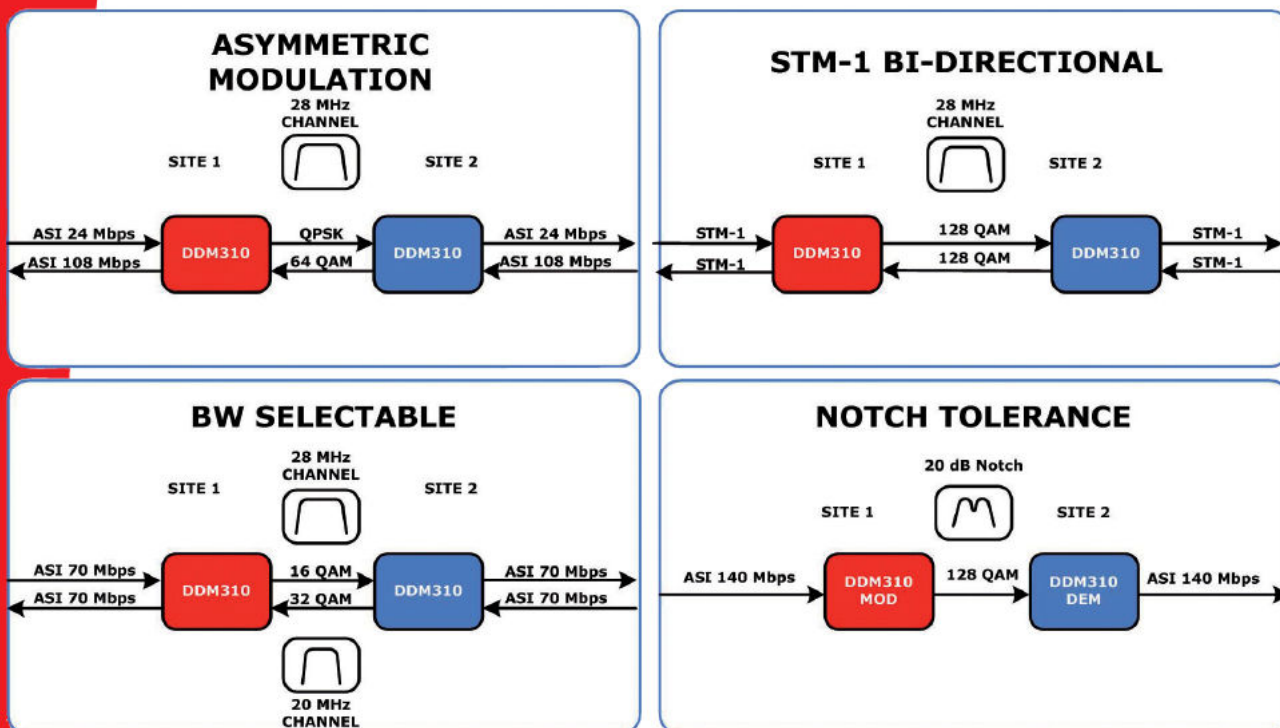 ASYMMETRIC
MODULATION
28 MHz
CHANNEL
SITE 1
SITE 2
ASI 24 Mbps
DDM310
QPSK
DDM310
ASI 24 Mbps
ASI 108 Mbps
64 QAM
ASI 108 Mbps
STM-1 BI-DIRECTIONAL
28 MHz
CHANNEL
SITE 1
SITE 2
STM-1
DDM310
128 QAM
DDM310
STM-1
STM-1
128 QAM
STM-1
BW SELECTABLE
28 MHz
CHANNEL
SITE 1
SITE 2
ASI 70 Mbps
DDM310
16 QAM
DDM310
ASI 70 Mbps
ASI 70 Mbps
32 QAM
ASI 70 Mbps
20 MHz
CHANNEL
NOTCH TOLERANCE
20 dB Notch
SITE 1
SITE 2
ASI 140 Mbps
DDM310
MOD
128 QAM
DDM310
DEM
ASI 140 Mbps